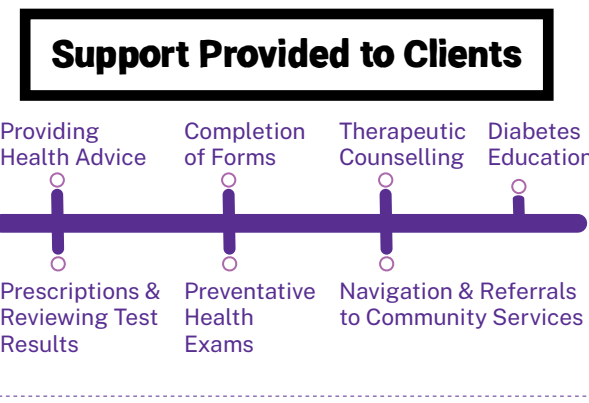 Support Provided to Clients
Providing
Health Advice
Completion
of Forms
Therapeutic
Counselling
Diabetes
Education
Prescriptions &
Reviewing Test
Results
Preventative
Health
Exams
Navigation & Referrals
to Community Services